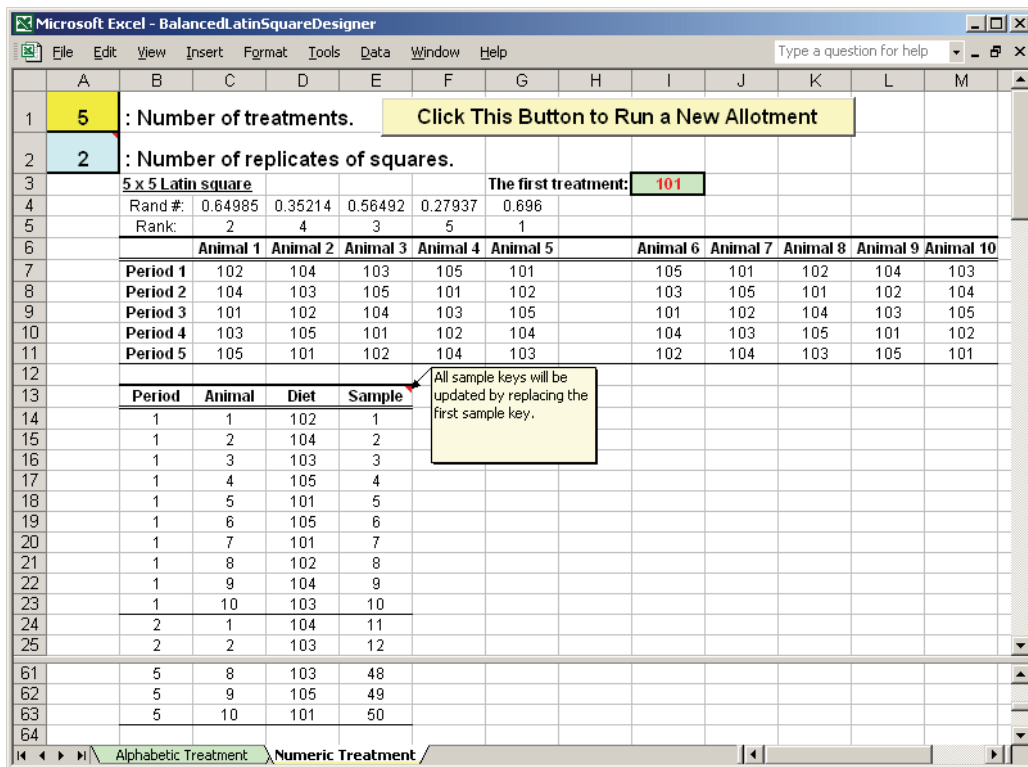 Microsoft Excel - BalancedLatinSquareDesigner
File Edit View Insert Format Tools Data Window Help Type a question for help
A B C D E F G H I J K L M
1 5 : Number of treatments. Click This Button to Run a New Allotment
2 2 : Number of replicates of squares.
3 5 x 5 Latin square The first treatment: 101
4 Rand #: 0.64985 0.35214 0.56492 0.27937 0.696
5 Rank: 2 4 3 5 1
6 Animal 1 Animal 2 Animal 3 Animal 4 Animal 5 Animal 6 Animal 7 Animal 8 Animal 9 Animal 10
7 Period 1 102 104 103 105 101 105 101 102 104 103
8 Period 2 104 103 105 101 102 103 105 101 102 104
9 Period 3 101 102 104 103 105 101 102 104 103 105
10 Period 4 103 105 101 102 104 104 103 105 101 102
11 Period 5 105 101 102 104 103 102 104 103 105 101
12 All sample keys will be
13 Period Animal Diet Sample updated by replacing the
14 1 1 102 1 first sample key.
15 1 2 104 2
16 1 3 103 3
17 1 4 105 4
18 1 5 101 5
19 1 6 105 6
20 1 7 101 7
21 1 8 102 8
22 1 9 104 9
23 1 10 103 10
24 2 1 104 11
25 2 2 103 12
61 5 8 103 48
62 5 9 105 49
63 5 10 101 50
64
Alphabetic Treatment Numeric Treatment